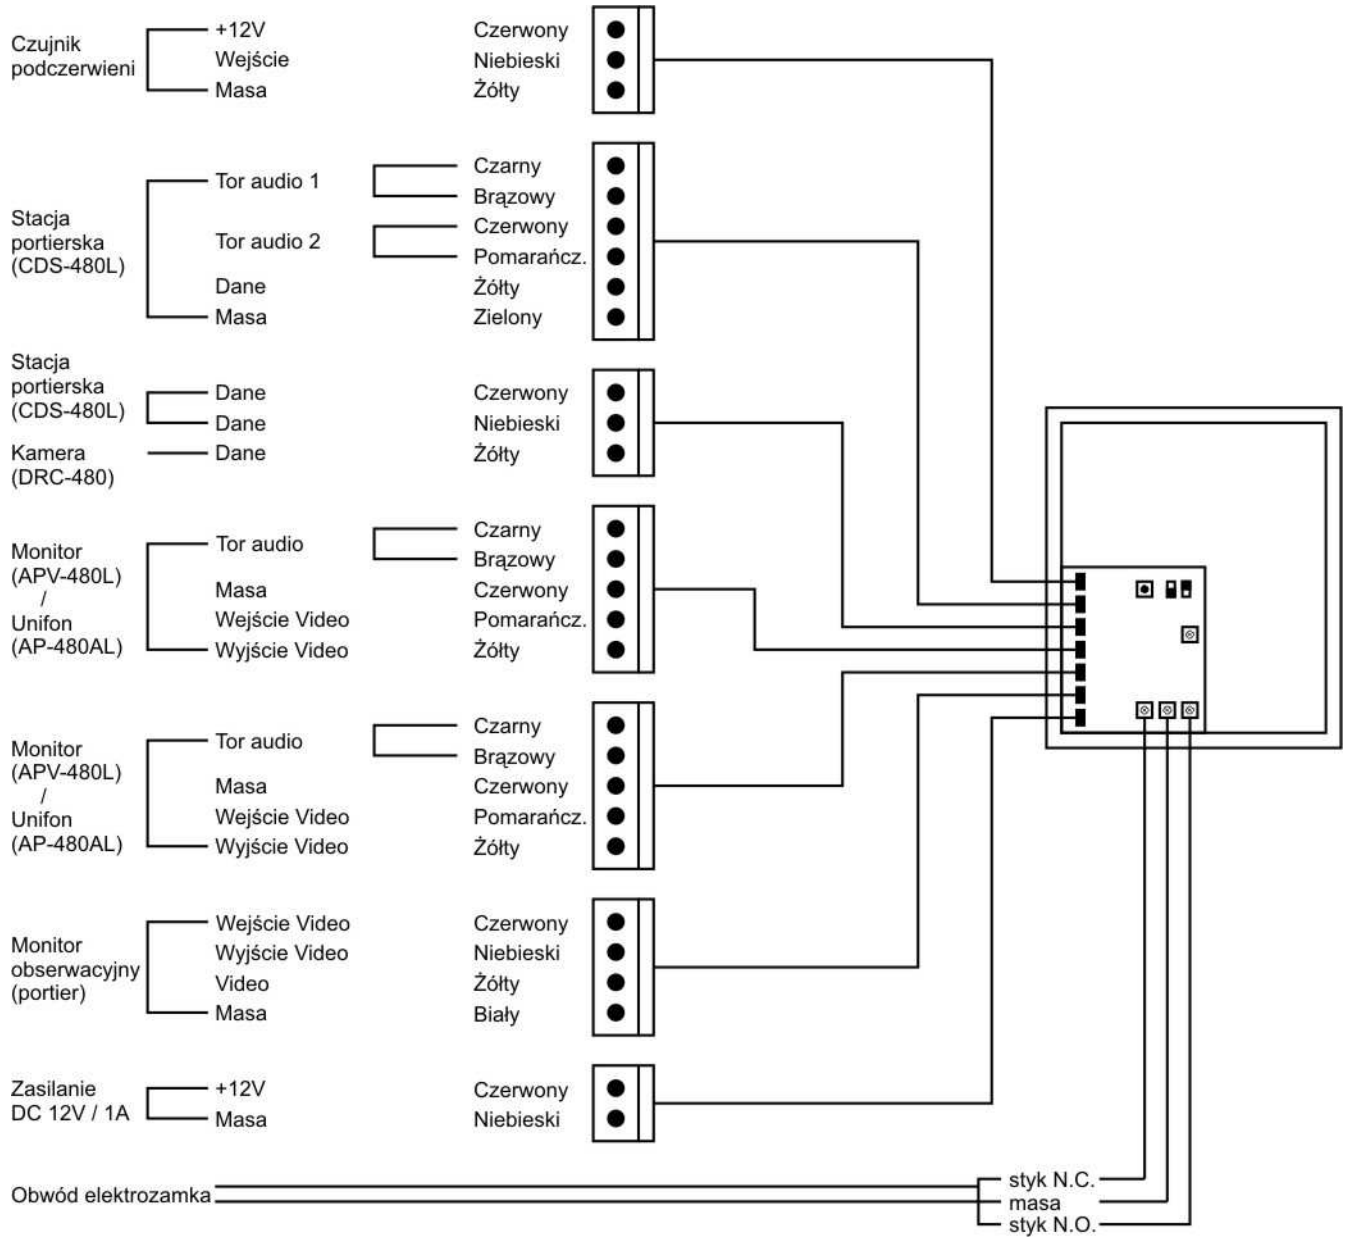 Czujnik
podczerwieni
+12V Czerwony
Wejście Niebieski
Masa Żółty
Stacja
portierska
(CDS-480L)
Tor audio 1
Czarny
Brązowy
Tor audio 2
Czerwony
Pomarańcz.
Dane Żółty
Masa Zielony
Stacja
portierska
(CDS-480L)
Dane Czerwony
Dane Niebieski
Kamera
(DRC-480)
Dane Żółty
Monitor
(APV-480L)
/
Unifon
(AP-480AL)
Tor audio
Czarny
Brązowy
Masa Czerwony
Wejście Video Pomarańcz.
Wyjście Video Żółty
Monitor
(APV-480L)
/
Unifon
(AP-480AL)
Tor audio
Czarny
Brązowy
Masa Czerwony
Wejście Video Pomarańcz.
Wyjście Video Żółty
Monitor
obserwacyjny
(portier)
Wejście Video Czerwony
Wyjście Video Niebieski
Video Żółty
Masa Biały
Zasilanie
DC 12V / 1A
+12V Czerwony
Masa Niebieski
Obwód elektrozamka
styk N.C.
masa
styk N.O.